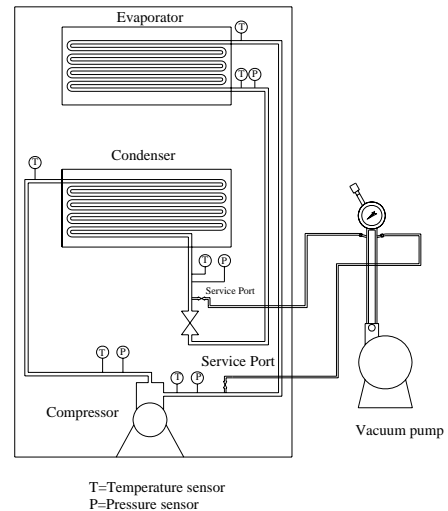 Evaporator
T
T P
Condenser
T
T P
Service Port
T P
Service Port
T P
Compressor
Vacuum pump
T=Temperature sensor
P=Pressure sensor